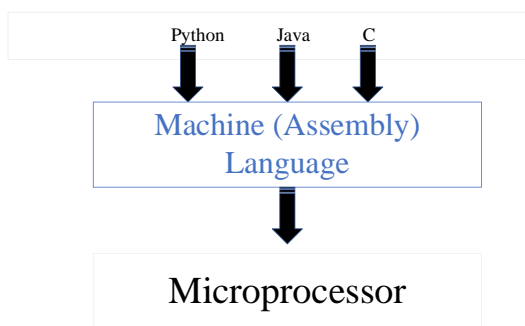 Python Java C
Machine (Assembly)
Language
Microprocessor